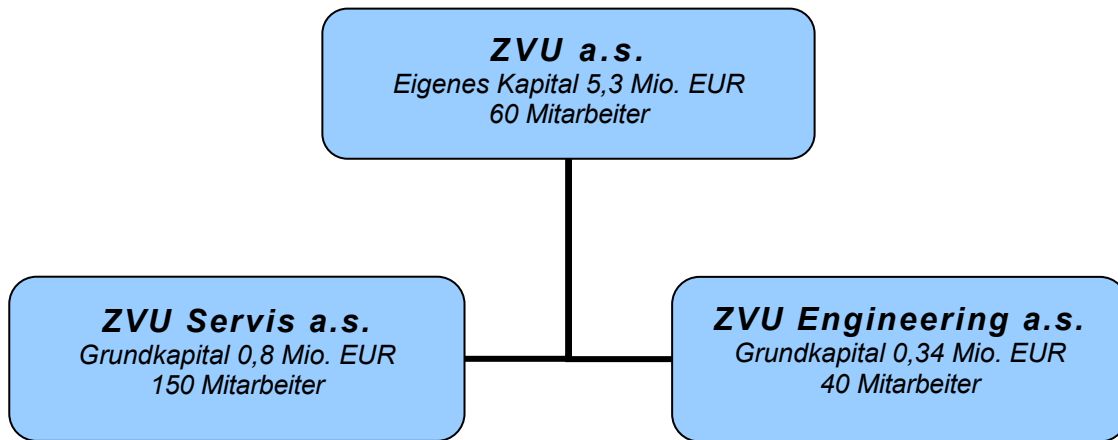 ZVU a.s.
Eigenes Kapital 5,3 Mio. EUR
60 Mitarbeiter
ZVU Servis a.s.
Grundkapital 0,8 Mio. EUR
150 Mitarbeiter
ZVU Engineering a.s.
Grundkapital 0,34 Mio. EUR
40 Mitarbeiter